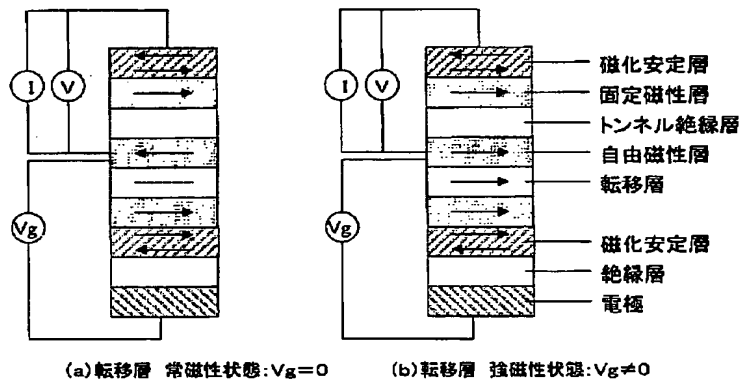 I
V
Vg
I
V
Vg
磁化安定層
固定磁性層
トンネル絶縁層
自由磁性層
転移層
磁化安定層
絶縁層
電極
(a)転移層 常磁性状態:Vg=0
(b)転移層 強磁性状態:Vg≠0